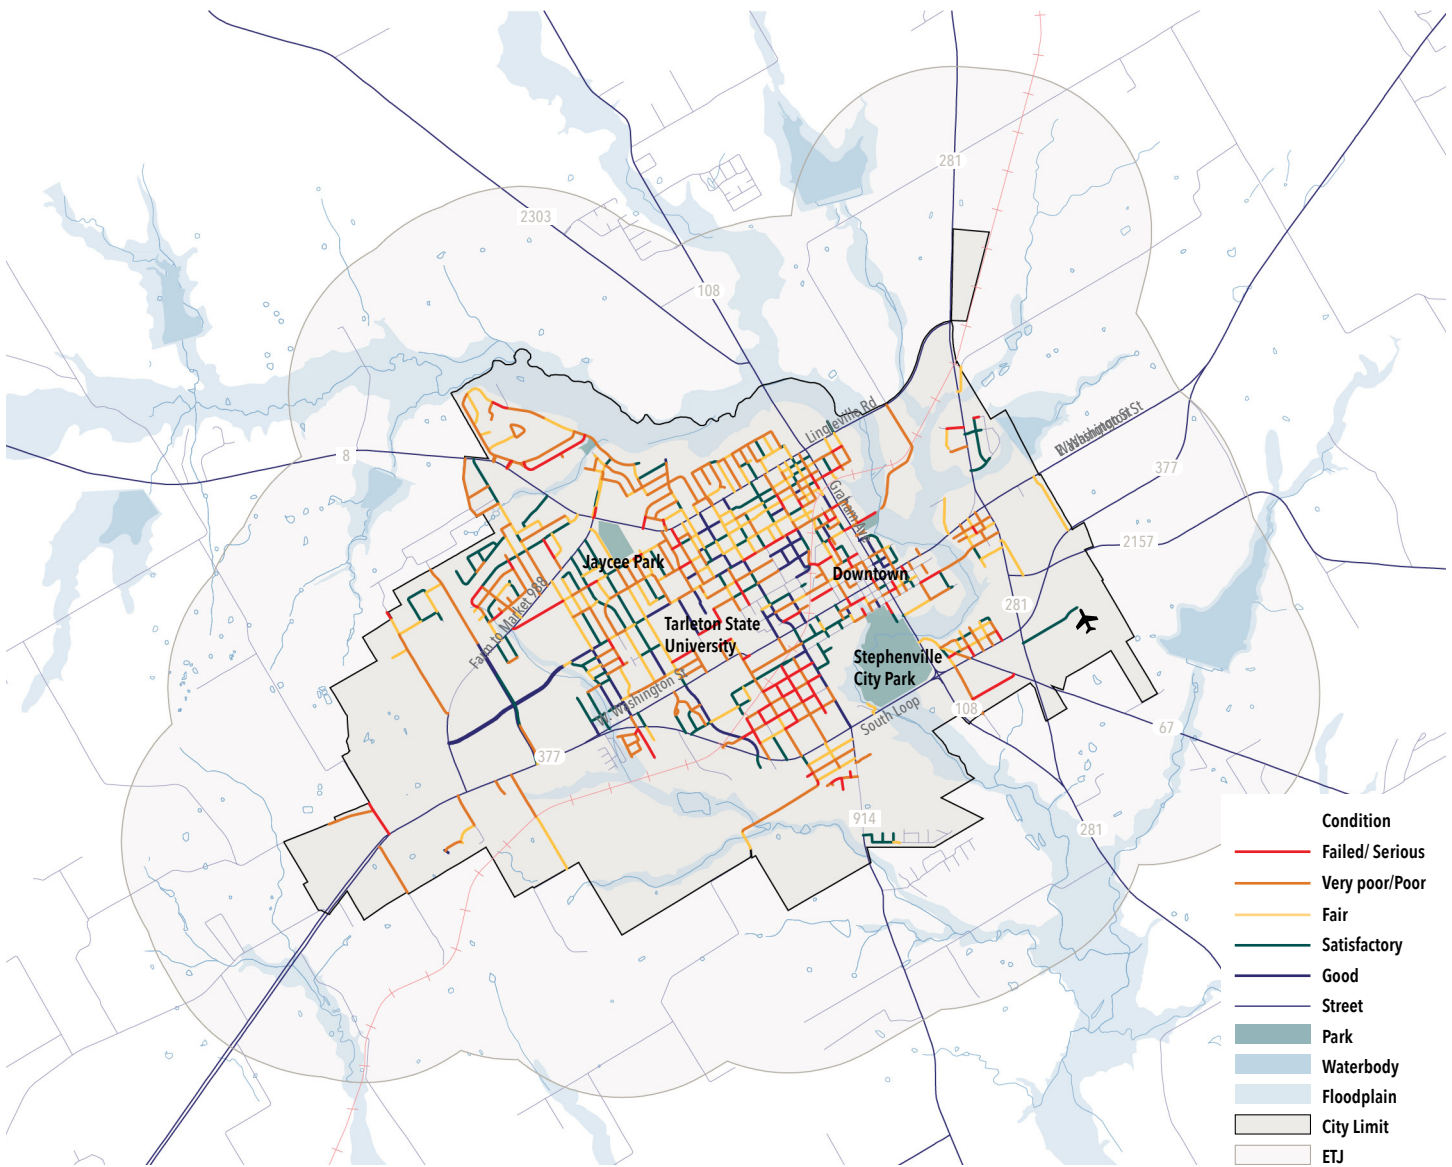 281
2303
108
Lingleville Rd
E. Washington St
377
8
Graham Ave
2157
Jaycee Park
Downtown
Farm to Market 988
281
Tarleton State
University
Stephenville
City Park
W. Washington St
South Loop
108
67
377
914
281
Condition
Failed/ Serious
Very poor/Poor
Fair
Satisfactory
Good
Street
Park
Waterbody
Floodplain
City Limit
ETJ